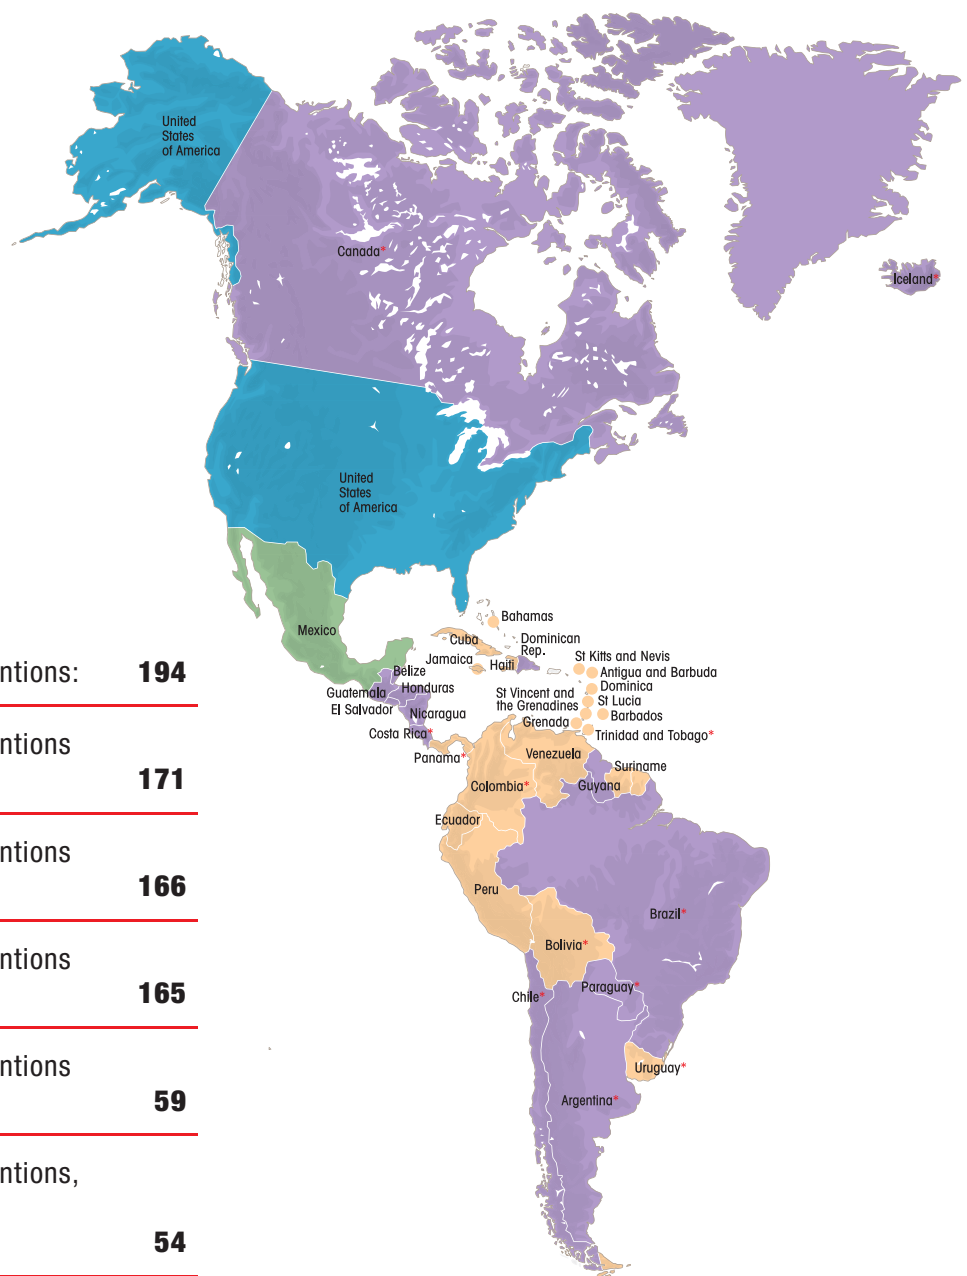 United
States
of America
Canada*
Iceland*
United
States
of America
Mexico
Bahamas
Cuba
Dominican
Rep.
Jamaica
Haiti
St Kitts and Nevis
Antigua and Barbuda
Belize
Dominica
Guatemala
Honduras
St Vincent and
the Grenadines
St Lucia
El Salvador
Nicaragua
Barbados
Grenada
Costa Rica*
Trinidad and Tobago*
Panama*
Venezuela
Suriname
Colombia*
Guyana
Ecuador
Peru
Brazil*
Bolivia*
Chile*
Paraguay*
Uruguay*
Argentina*
ntions: 194
ntions
171
ntions
166
ntions
165
ntions
59
ntions,
54